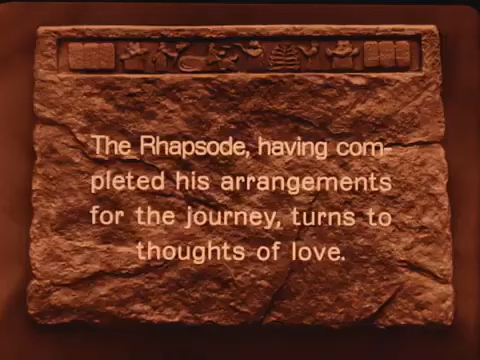 The Rhapsode, having com-
pleted his arrangements
for the journey, turns to
thoughts of love.